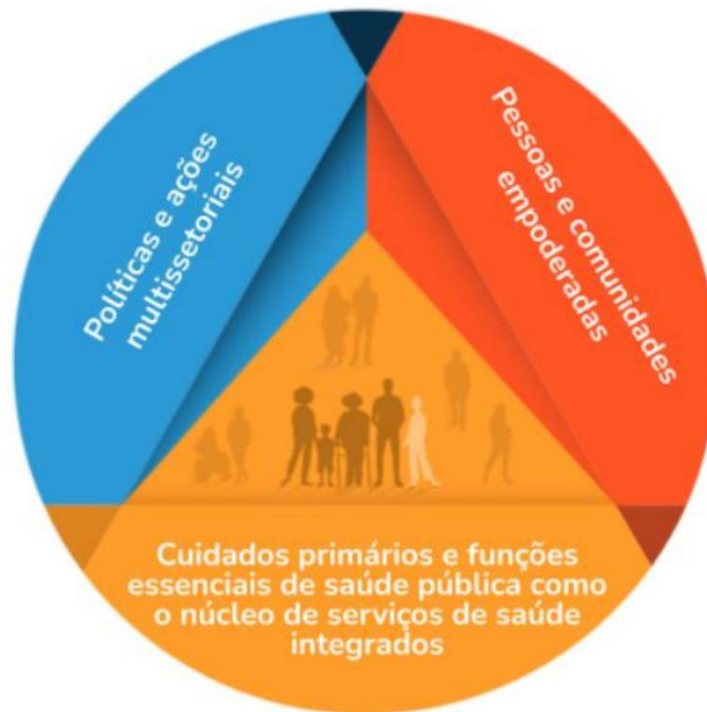 Políticas e ações
multissetoriais
Pessoas e comunidades
empoderadas
Cuidados primários e funções
essenciais de saúde pública como
o núcleo de serviços de saúde
integrados